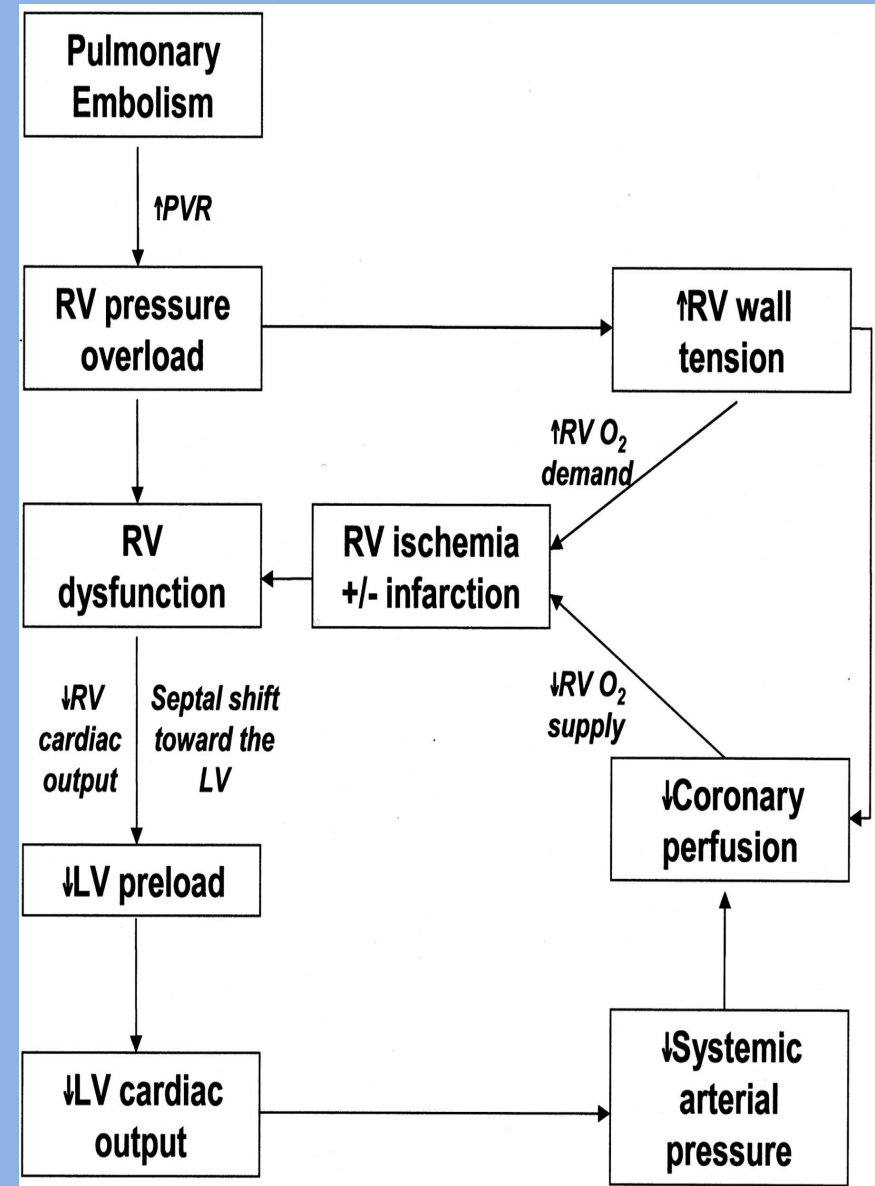 Pulmonary
Embolism
↑PVR
RV pressure
overload
↑RV wall
tension
↑RV O₂
demand
RV
dysfunction
RV ischemia
+/- infarction
↓RV
cardiac
output
Septal shift
toward the
LV
↓RV O₂
supply
↓Coronary
perfusion
↓LV preload
↓LV cardiac
output
↓Systemic
arterial
pressure